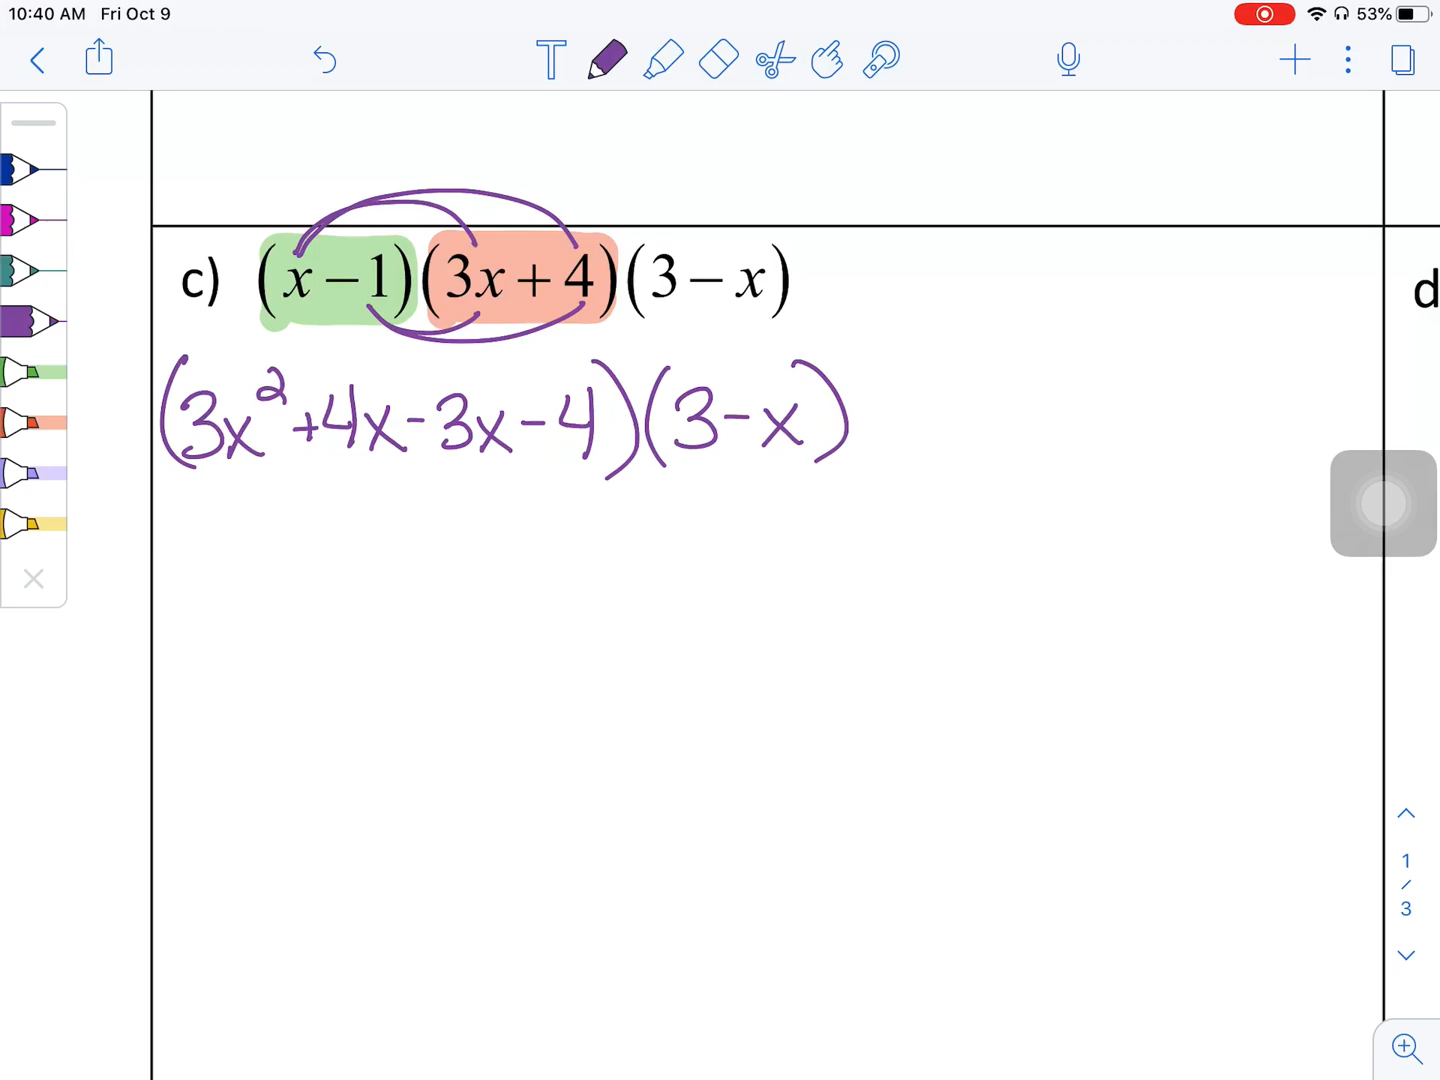 10:40 AM Fri Oct 9
53%
T
c) (x − 1)(3x + 4)(3 − x)
d
(3x² + 4x - 3x - 4)(3 - x)
1
/
3